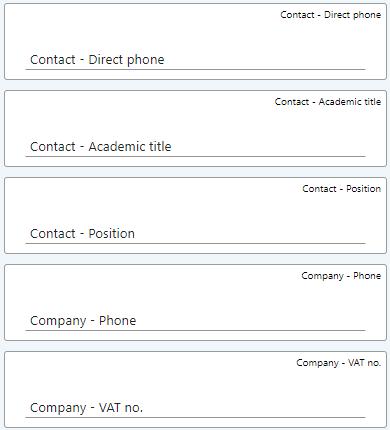 Contact - Direct phone
Contact - Direct phone
Contact - Academic title
Contact - Academic title
Contact - Position
Contact - Position
Company - Phone
Company - Phone
Company - VAT no.
Company - VAT no.